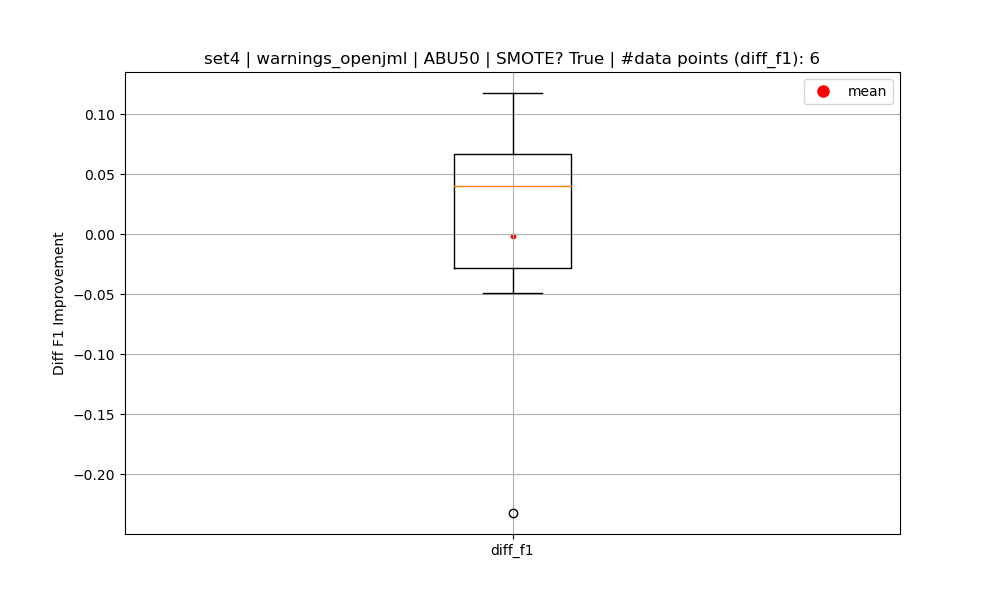 set4 | warnings_openjml | ABU50 | SMOTE? True | #data points (diff_f1): 6
mean
0.10
0.05
0.00
−0.05
−0.10
−0.15
−0.20
Diff F1 Improvement
diff_f1